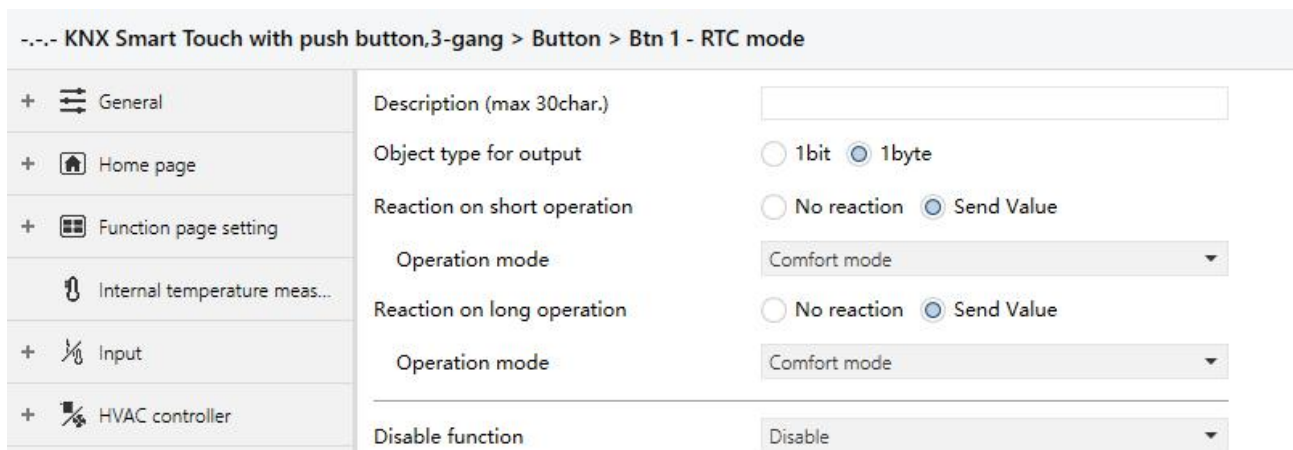 -.-.- KNX Smart Touch with push button,3-gang > Button > Btn 1 - RTC mode
+ General
+ Home page
+ Function page setting
Internal temperature meas...
+ Input
+ HVAC controller
Description (max 30char.)
Object type for output 1bit 1byte
Reaction on short operation No reaction Send Value
Operation mode Comfort mode
Reaction on long operation No reaction Send Value
Operation mode Comfort mode
Disable function Disable